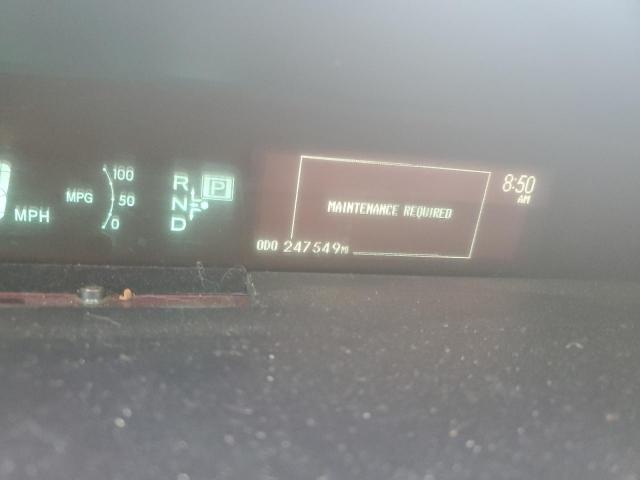 MPH
MPG
100
50
0
R
N
D
P
MAINTENANCE REQUIRED
ODO 247549MI
8:50
AM